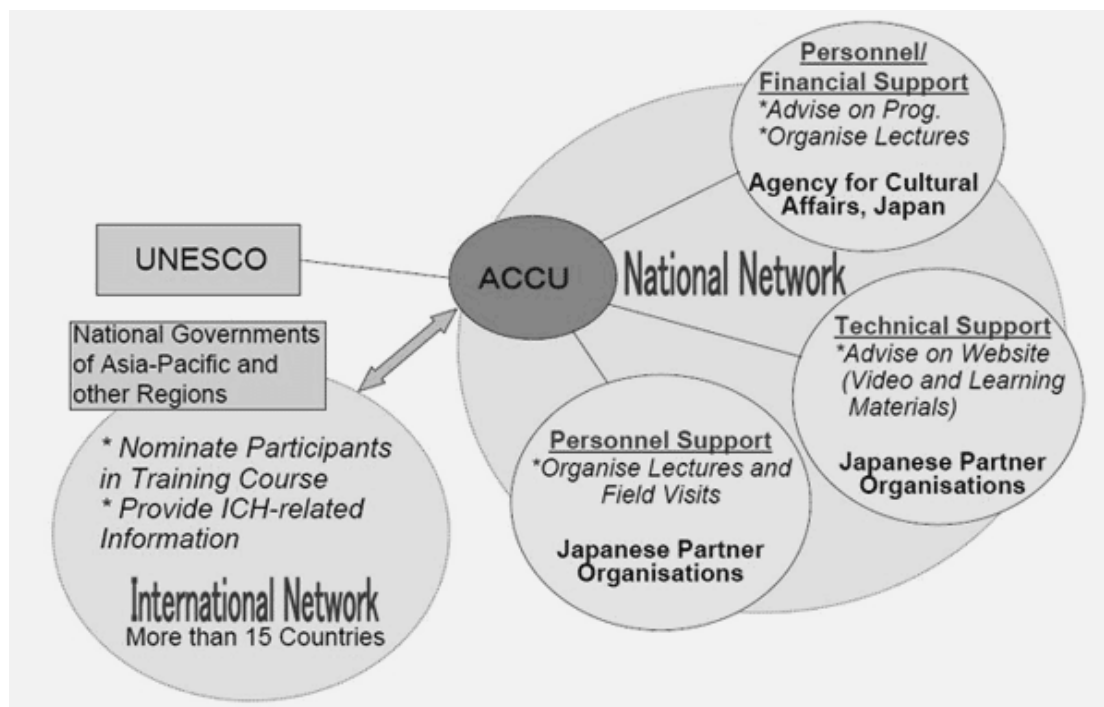 Personnel/
Financial Support
*Advise on Prog.
*Organise Lectures
Agency for Cultural
Affairs, Japan
UNESCO
ACCU
National Network
National Governments
of Asia-Pacific and
other Regions
Technical Support
*Advise on Website
(Video and Learning
Materials)
Japanese Partner
Organisations
* Nominate Participants
in Training Course
* Provide ICH-related
Information
International Network
More than 15 Countries
Personnel Support
*Organise Lectures and
Field Visits
Japanese Partner
Organisations